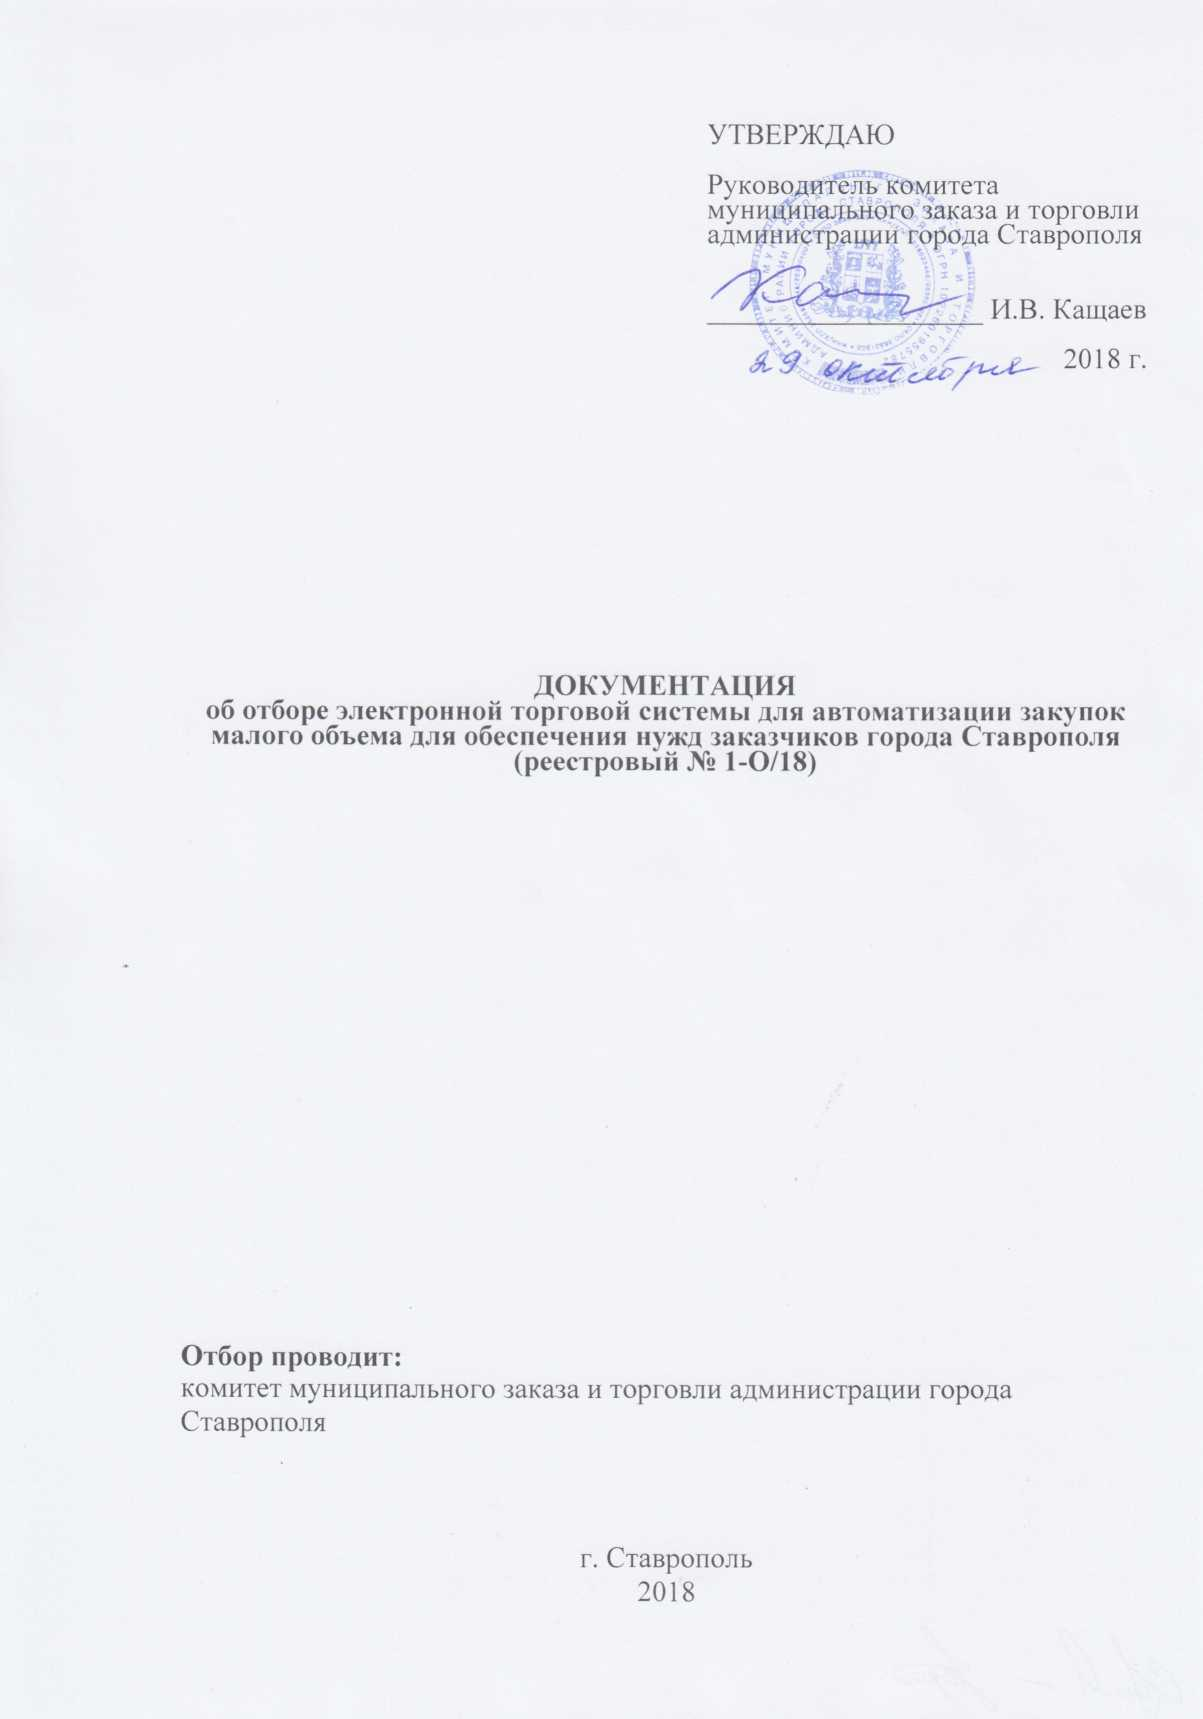 УТВЕРЖДАЮ
Руководитель комитета
муниципального заказа и торговли
администрации города Ставрополя
И.В. Кащаев
29 октября 2018 г.
ДОКУМЕНТАЦИЯ
об отборе электронной торговой системы для автоматизации закупок
малого объема для обеспечения нужд заказчиков города Ставрополя
(реестровый № 1-О/18)
Отбор проводит:
комитет муниципального заказа и торговли администрации города
Ставрополя
г. Ставрополь
2018